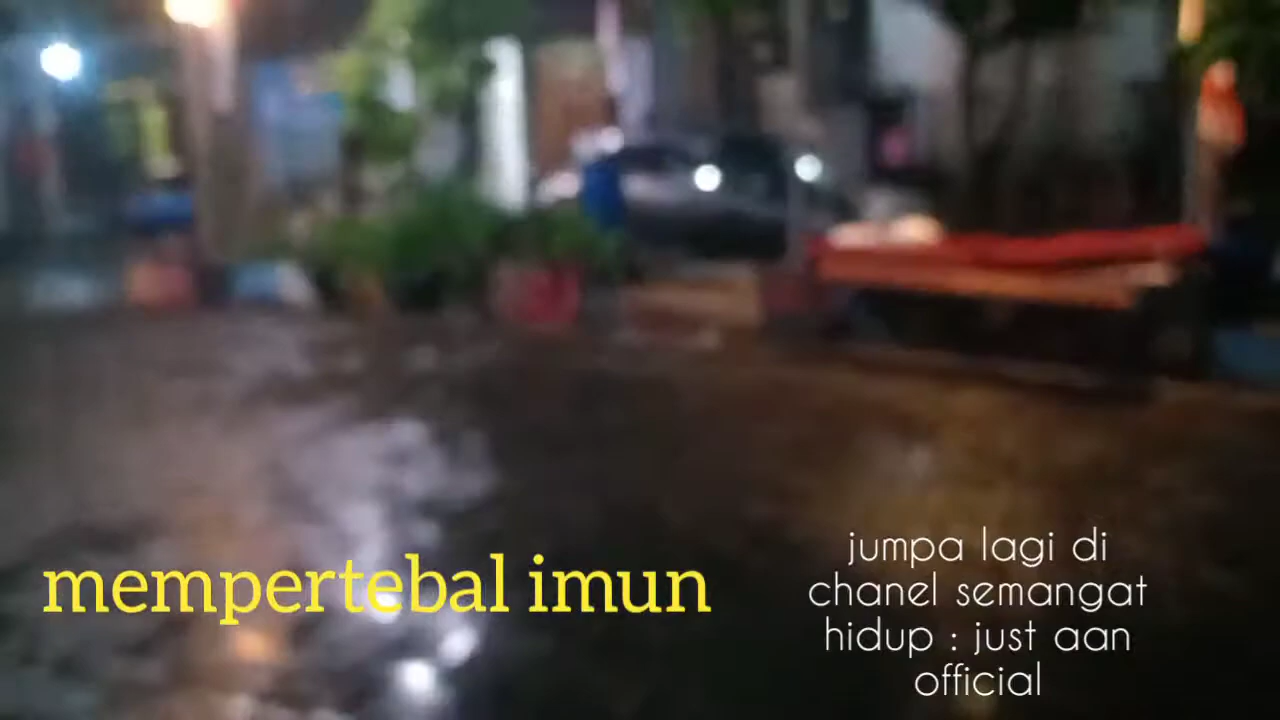 mempertebal imun
jumpa lagi di
chanel semangat
hidup : just aan
official